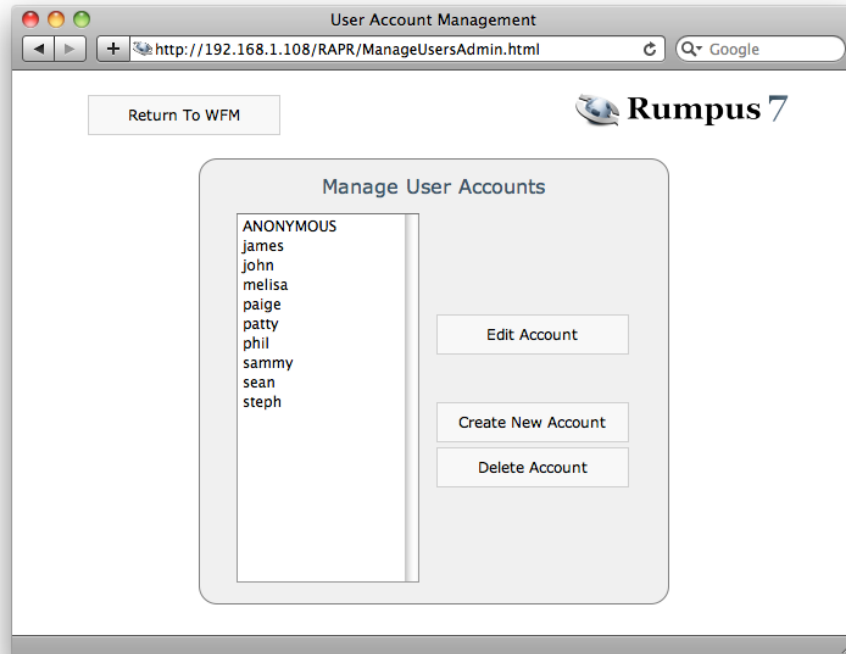 User Account Management
http://192.168.1.108/RAPR/ManageUsersAdmin.html
Google
Return To WFM
Rumpus 7
Manage User Accounts
ANONYMOUS
james
john
melisa
paige
patty
phil
sammy
sean
steph
Edit Account
Create New Account
Delete Account